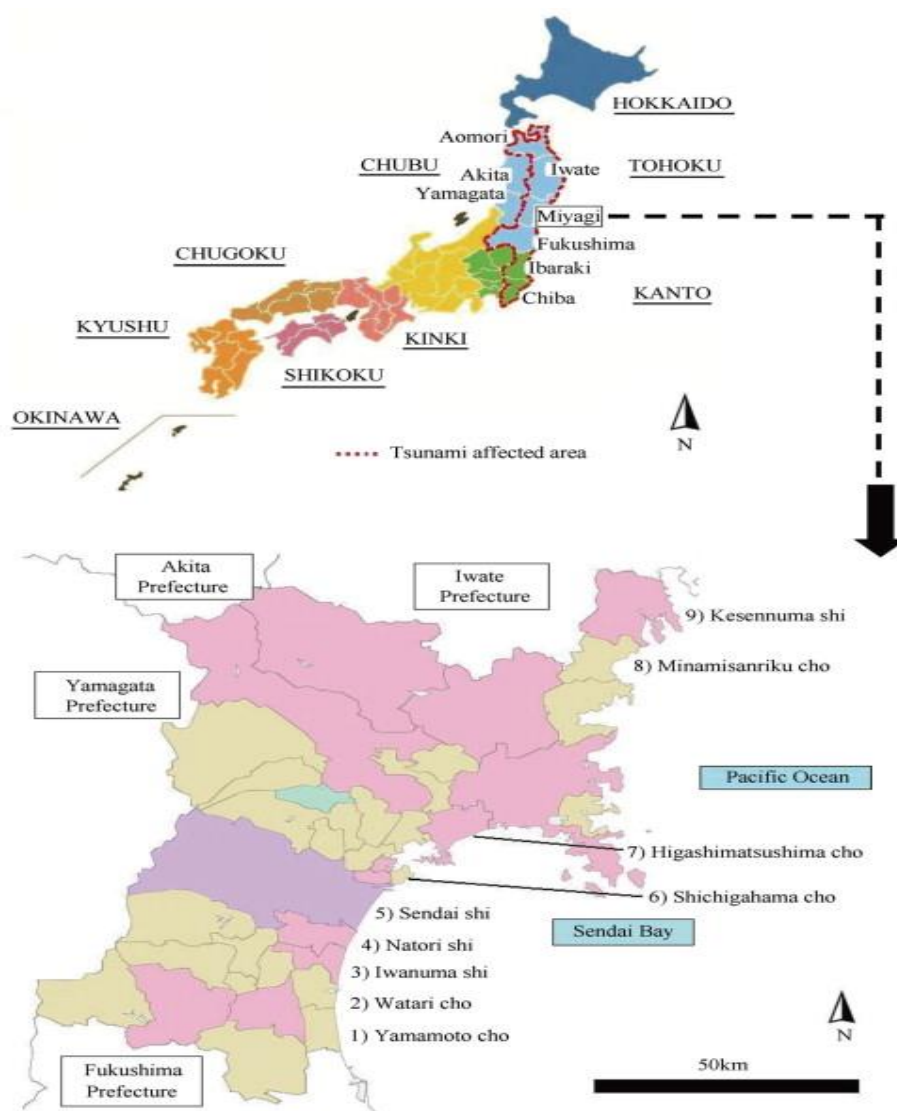 HOKKAIDO
Aomori
CHUBU
Iwate
TOHOKU
Akita
Yamagata
Miyagi
Fukushima
CHUGOKU
Ibaraki
Chiba
KANTO
KYUSHU
KINKI
SHIKOKU
OKINAWA
N
Tsunami affected area
Akita
Prefecture
Iwate
Prefecture
9) Kesennuma shi
8) Minamisanriku cho
Yamagata
Prefecture
Pacific Ocean
7) Higashimatsushima cho
6) Shichigahama cho
5) Sendai shi
Sendai Bay
4) Natori shi
3) Iwanuma shi
2) Watari cho
1) Yamamoto cho
N
Fukushima
Prefecture
50km